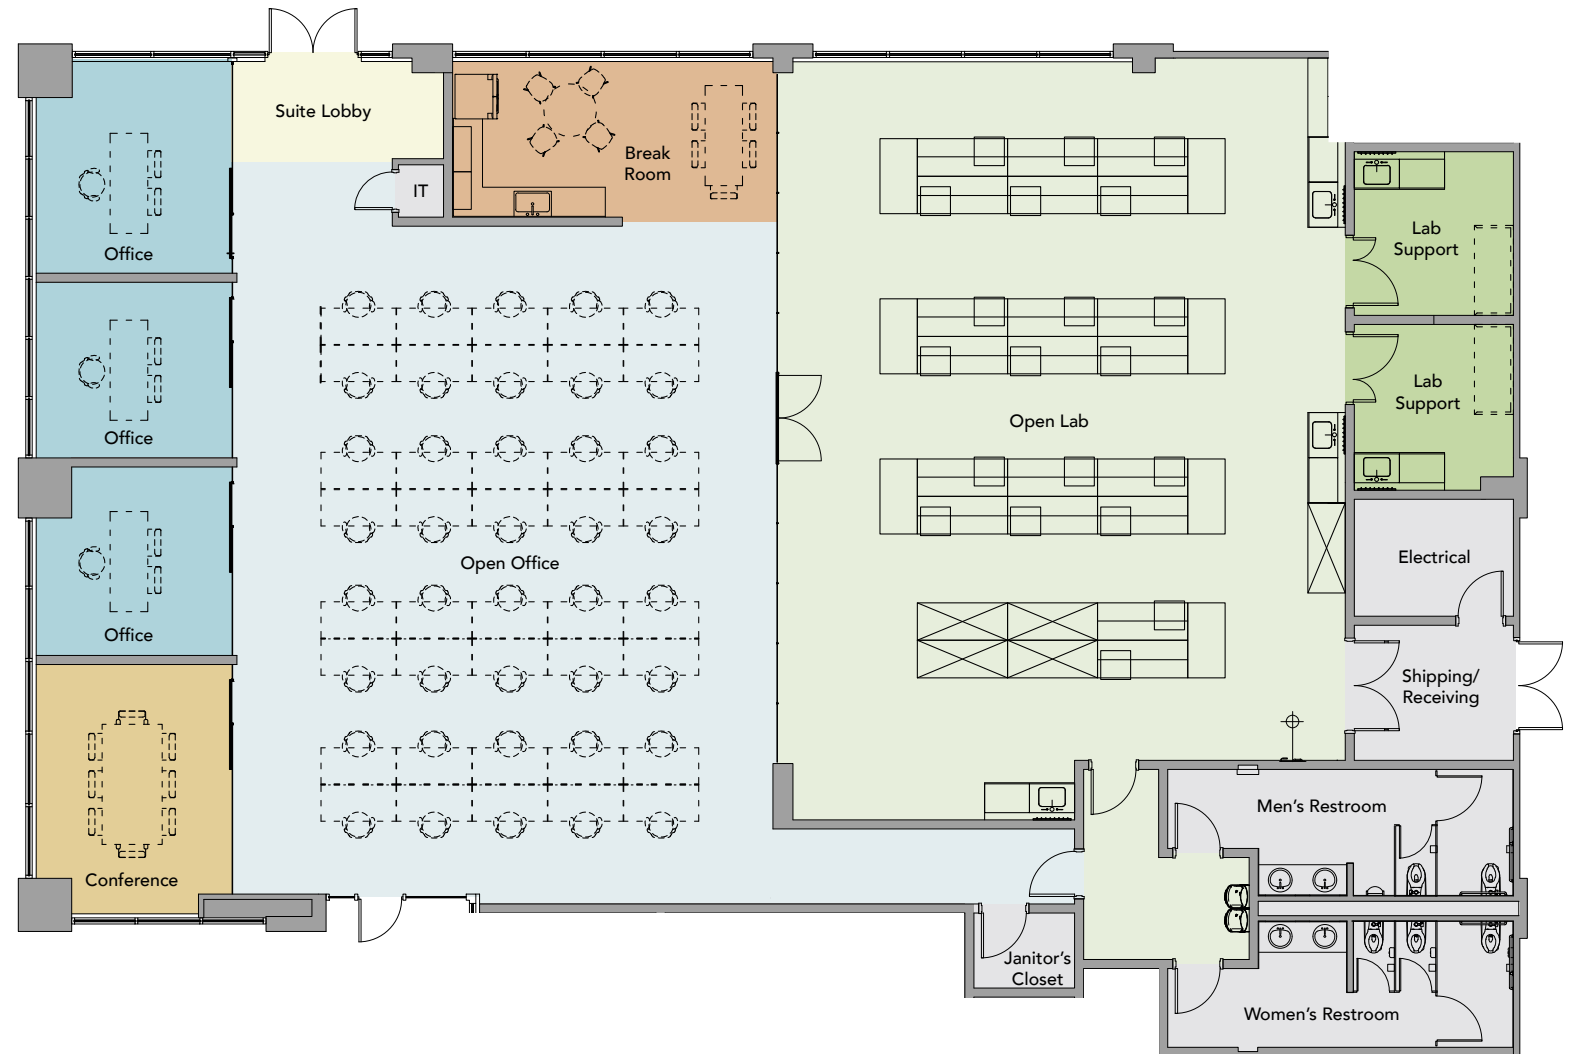 Suite Lobby
Break
Room
IT
Office
Lab
Support
Office
Lab
Support
Open Lab
Open Office
Electrical
Office
Shipping/
Receiving
Men's Restroom
Conference
Janitor's
Closet
Women's Restroom